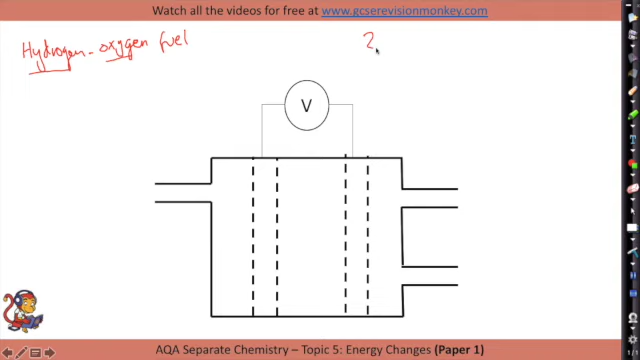 Watch all the videos for free at www.gcserevisionmonkey.com
Hydrogen - oxygen fuel
2
V
AQA Separate Chemistry – Topic 5: Energy Changes (Paper 1)